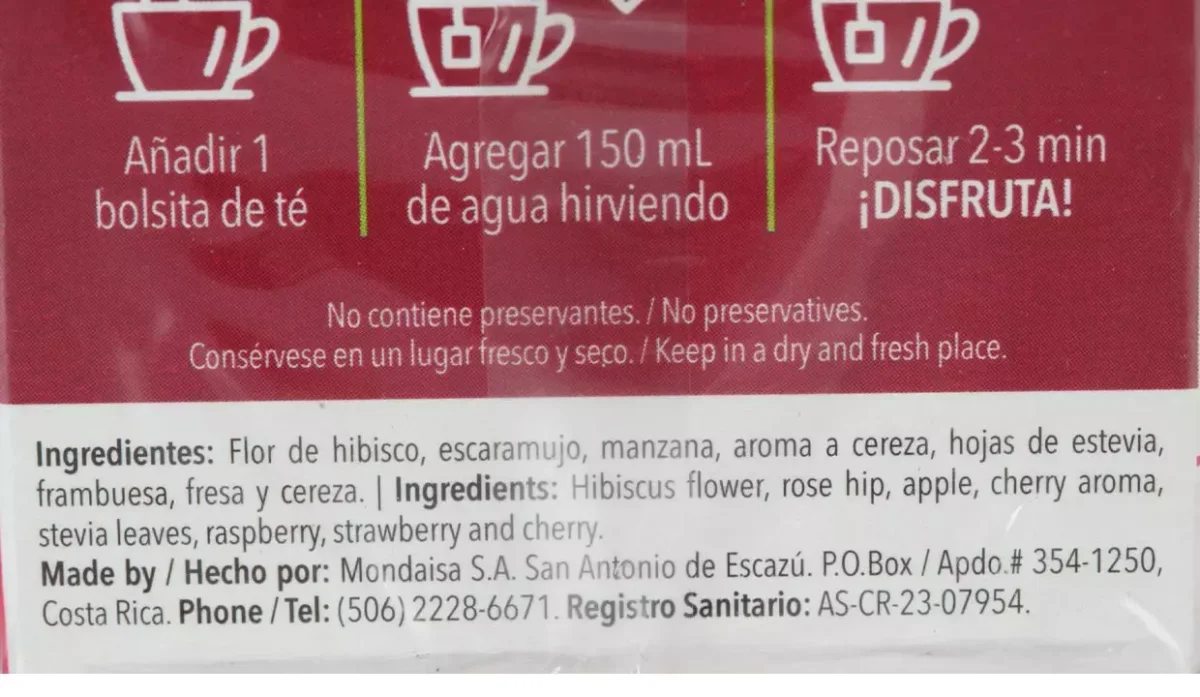 Añadir 1
bolsita de té
Agregar 150 mL
de agua hirviendo
Reposar 2-3 min
¡DISFRUTA!
No contiene preservantes. / No preservatives.
Consérvese en un lugar fresco y seco. / Keep in a dry and fresh place.
Ingredientes: Flor de hibisco, escaramujo, manzana, aroma a cereza, hojas de estevia,
frambuesa, fresa y cereza. | Ingredients: Hibiscus flower, rose hip, apple, cherry aroma,
stevia leaves, raspberry, strawberry and cherry.
Made by / Hecho por: Mondaisa S.A. San Antonio de Escazú. P.O.Box / Apdo.# 354-1250,
Costa Rica. Phone / Tel: (506) 2228-6671. Registro Sanitario: AS-CR-23-07954.